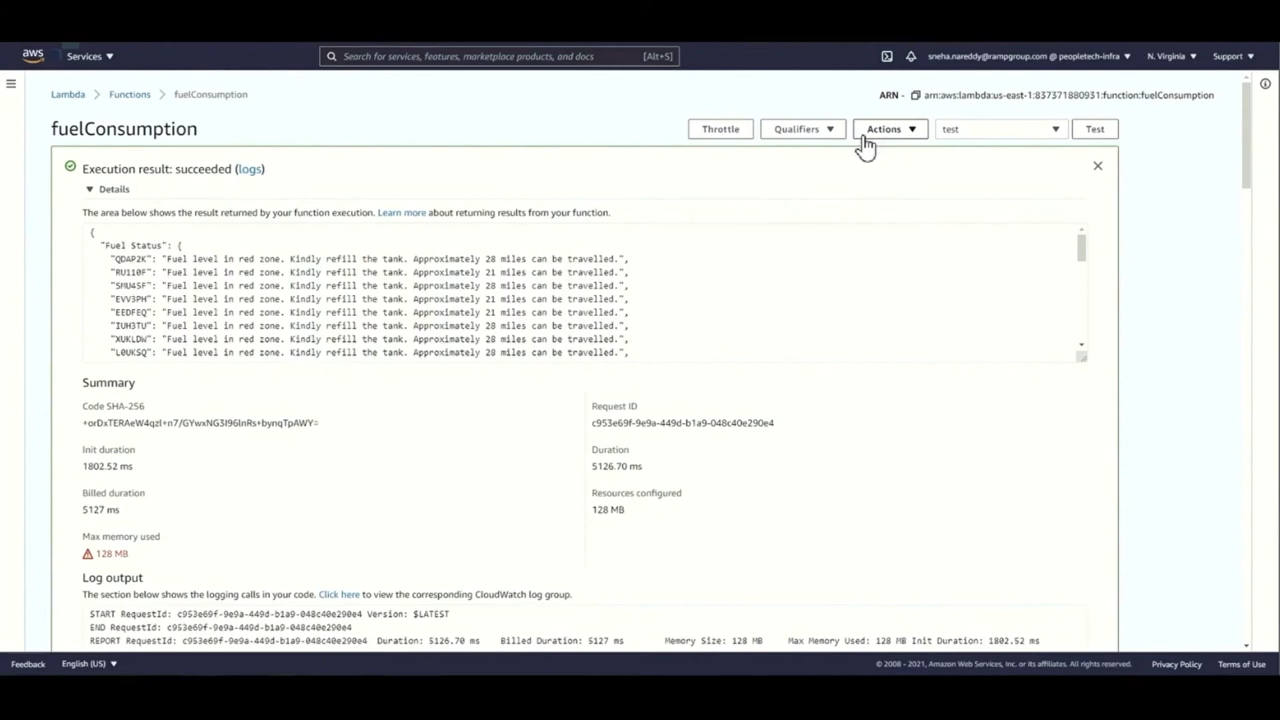 aws Services Search for services, features, marketplace products, and docs [Alt+S] sneha.nareddy@rampgroup.com @ peopletech-infra N. Virginia Support
Lambda Functions fuelConsumption ARN - arn:aws:lambda:us-east-1:837371880931:function:fuelConsumption
fuelConsumption Throttle Qualifiers Actions test Test
Execution result: succeeded (logs)
Details
The area below shows the result returned by your function execution. Learn more about returning results from your function.
{
"Fuel Status": {
"QDAP2K": "Fuel level in red zone. Kindly refill the tank. Approximately 28 miles can be travelled.",
"RU110F": "Fuel level in red zone. Kindly refill the tank. Approximately 21 miles can be travelled.",
"SMU4SF": "Fuel level in red zone. Kindly refill the tank. Approximately 28 miles can be travelled.",
"EVV3PH": "Fuel level in red zone. Kindly refill the tank. Approximately 21 miles can be travelled.",
"EEDFEQ": "Fuel level in red zone. Kindly refill the tank. Approximately 21 miles can be travelled.",
"IUH3TU": "Fuel level in red zone. Kindly refill the tank. Approximately 28 miles can be travelled.",
"XUKLDW": "Fuel level in red zone. Kindly refill the tank. Approximately 28 miles can be travelled.",
"L0UKSQ": "Fuel level in red zone. Kindly refill the tank. Approximately 28 miles can be travelled.",
Summary
Code SHA-256 Request ID
+orDxTERAeW4qzl+n7/GYwxNG3I96lnRs+bynqTpAWY= c953e69f-9e9a-449d-b1a9-048c40e290e4
Init duration Duration
1802.52 ms 5126.70 ms
Billed duration Resources configured
5127 ms 128 MB
Max memory used
128 MB
Log output
The section below shows the logging calls in your code. Click here to view the corresponding CloudWatch log group.
START RequestId: c953e69f-9e9a-449d-b1a9-048c40e290e4 Version: $LATEST
END RequestId: c953e69f-9e9a-449d-b1a9-048c40e290e4
REPORT RequestId: c953e69f-9e9a-449d-b1a9-048c40e290e4 Duration: 5126.70 ms Billed Duration: 5127 ms Memory Size: 128 MB Max Memory Used: 128 MB Init Duration: 1802.52 ms
Feedback English (US) © 2008 - 2021, Amazon Web Services, Inc. or its affiliates. All rights reserved. Privacy Policy Terms of Use